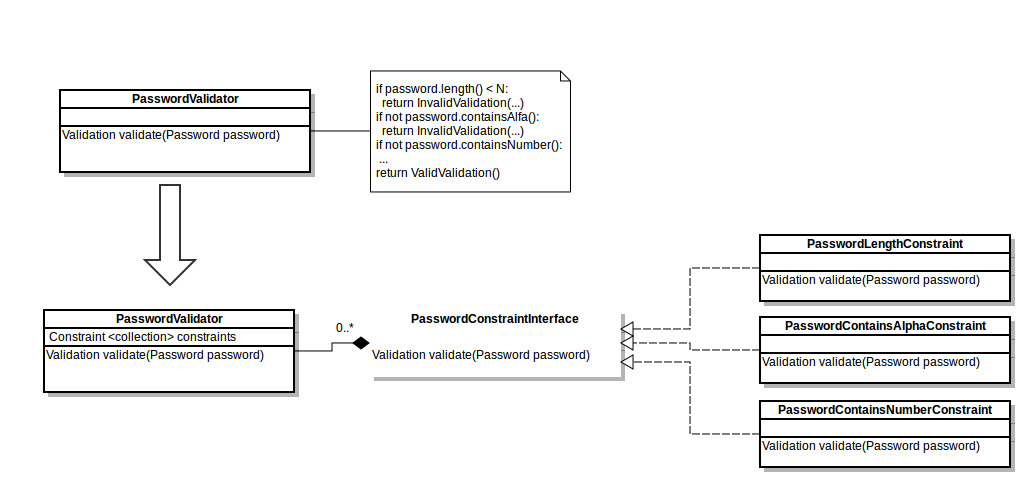 PasswordValidator
Validation validate(Password password)
if password.length() < N:
return InvalidValidation(...)
if not password.containsAlfa():
return InvalidValidation(...)
if not password.containsNumber():
...
return ValidValidation()
PasswordValidator
Constraint <collection> constraints
Validation validate(Password password)
0..*
PasswordConstraintInterface
Validation validate(Password password)
PasswordLengthConstraint
Validation validate(Password password)
PasswordContainsAlphaConstraint
Validation validate(Password password)
PasswordContainsNumberConstraint
Validation validate(Password password)